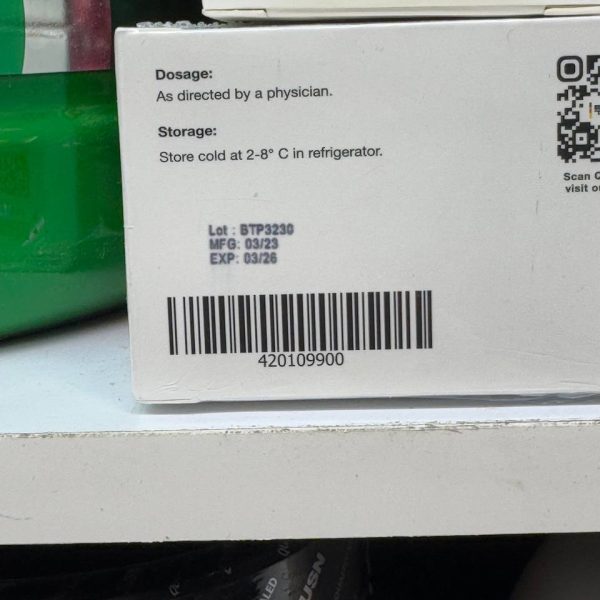 Dosage:
As directed by a physician.
Storage:
Store cold at 2-8° C in refrigerator.
Lot : BTP3230
MFG: 03/23
EXP: 03/26
420109900
Scan
visit